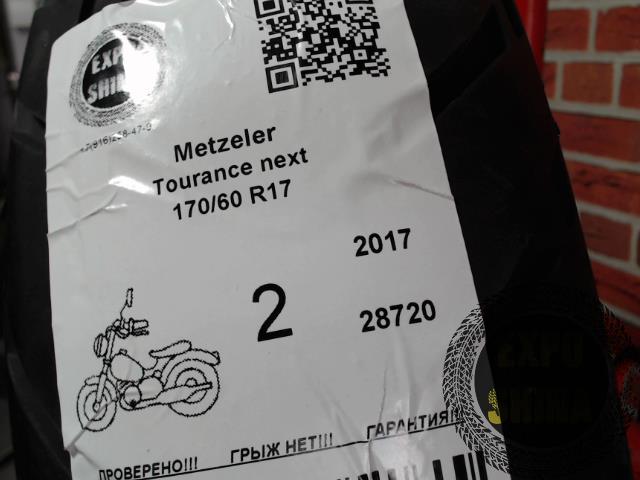 EXPO
SHINA
Metzeler
Tourance next
170/60 R17
2017
2
28720
ПРОВЕРЕНО!!! ГРЫЖ НЕТ!!! ГАРАНТИЯ!!!
EXPO
SHINA